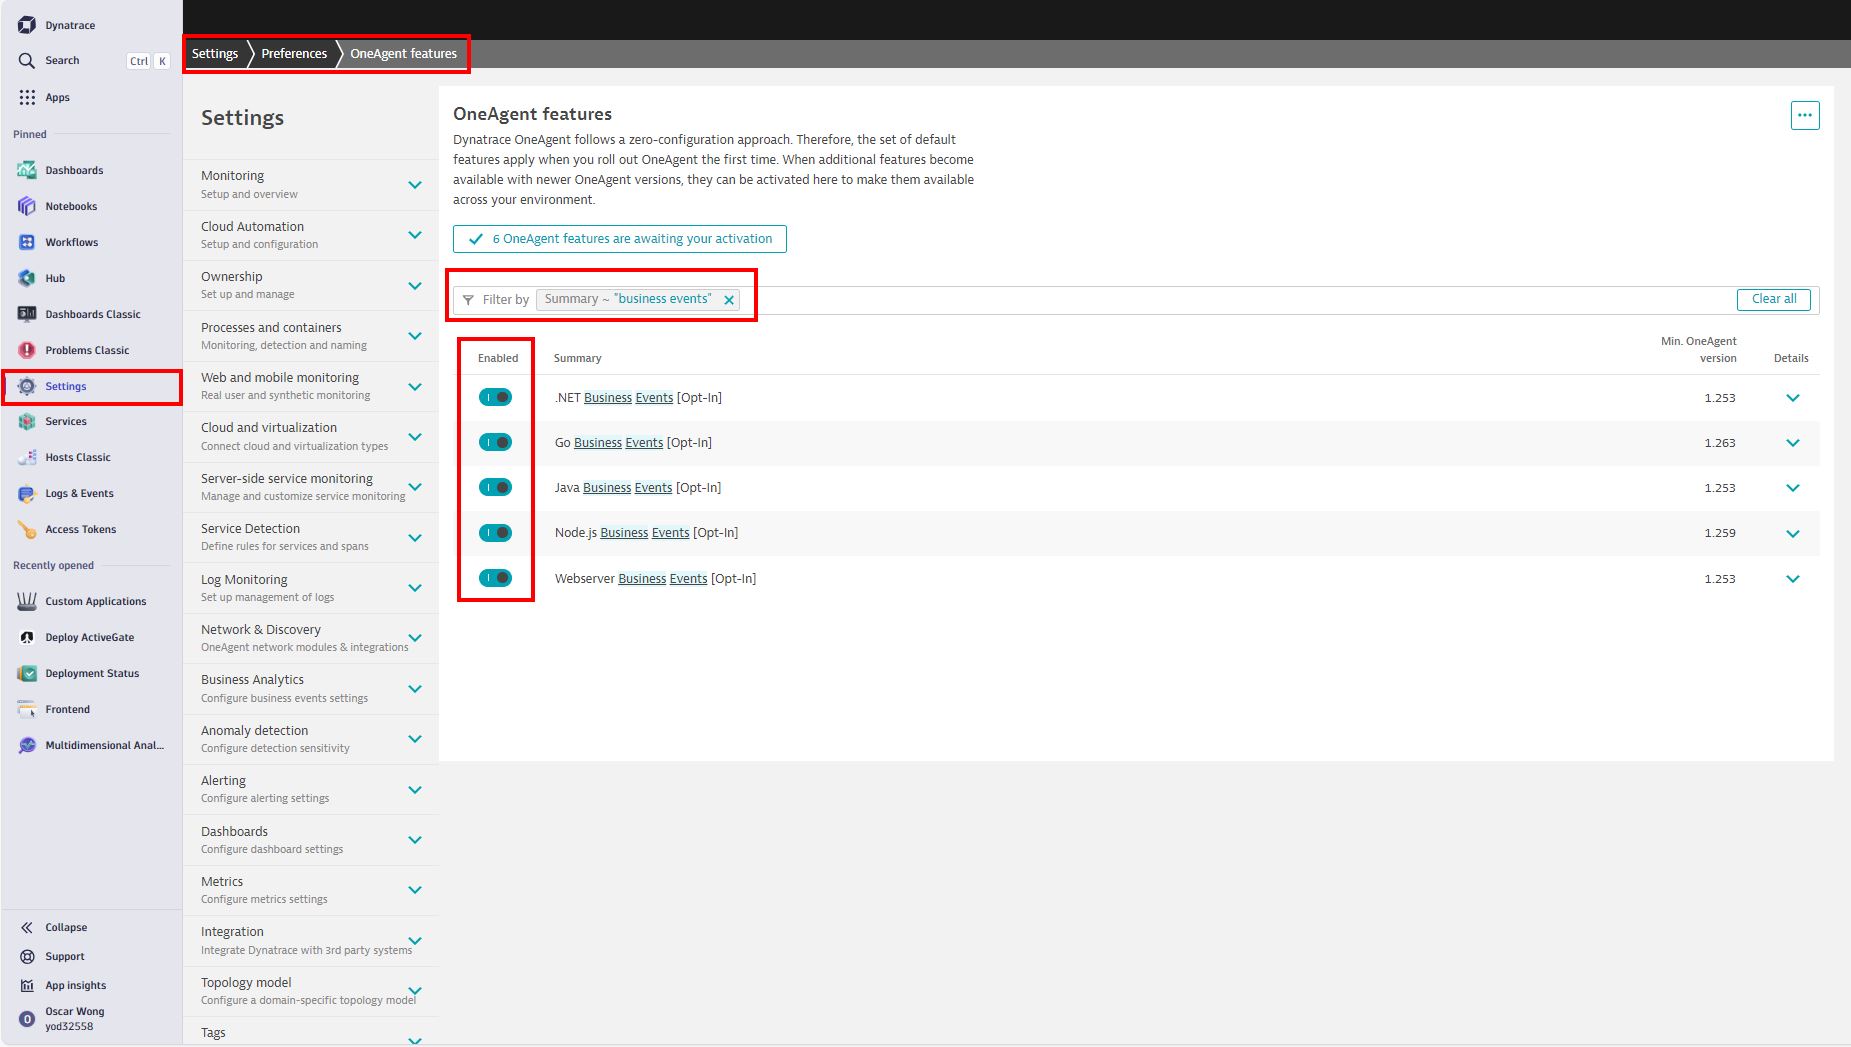 Dynatrace
Search Ctrl K
Apps
Pinned
Dashboards
Notebooks
Workflows
Hub
Dashboards Classic
Problems Classic
Settings
Services
Hosts Classic
Logs & Events
Access Tokens
Recently opened
Custom Applications
Deploy ActiveGate
Deployment Status
Frontend
Multidimensional Anal...
Collapse
Support
App insights
O
Oscar Wong
yod32558
Settings Preferences OneAgent features
Settings
Monitoring
Setup and overview
Cloud Automation
Setup and configuration
Ownership
Set up and manage
Processes and containers
Monitoring, detection and naming
Web and mobile monitoring
Real user and synthetic monitoring
Cloud and virtualization
Connect cloud and virtualization types
Server-side service monitoring
Manage and customize service monitoring
Service Detection
Define rules for services and spans
Log Monitoring
Set up management of logs
Network & Discovery
OneAgent network modules & integrations
Business Analytics
Configure business events settings
Anomaly detection
Configure detection sensitivity
Alerting
Configure alerting settings
Dashboards
Configure dashboard settings
Metrics
Configure metrics settings
Integration
Integrate Dynatrace with 3rd party systems
Topology model
Configure a domain-specific topology model
Tags
OneAgent features
Dynatrace OneAgent follows a zero-configuration approach. Therefore, the set of default
features apply when you roll out OneAgent the first time. When additional features become
available with newer OneAgent versions, they can be activated here to make them available
across your environment.
6 OneAgent features are awaiting your activation
Filter by Summary ~ "business events" Clear all
Enabled Summary Min. OneAgent version Details
.NET Business Events [Opt-In] 1.253
Go Business Events [Opt-In] 1.263
Java Business Events [Opt-In] 1.253
Node.js Business Events [Opt-In] 1.259
Webserver Business Events [Opt-In] 1.253